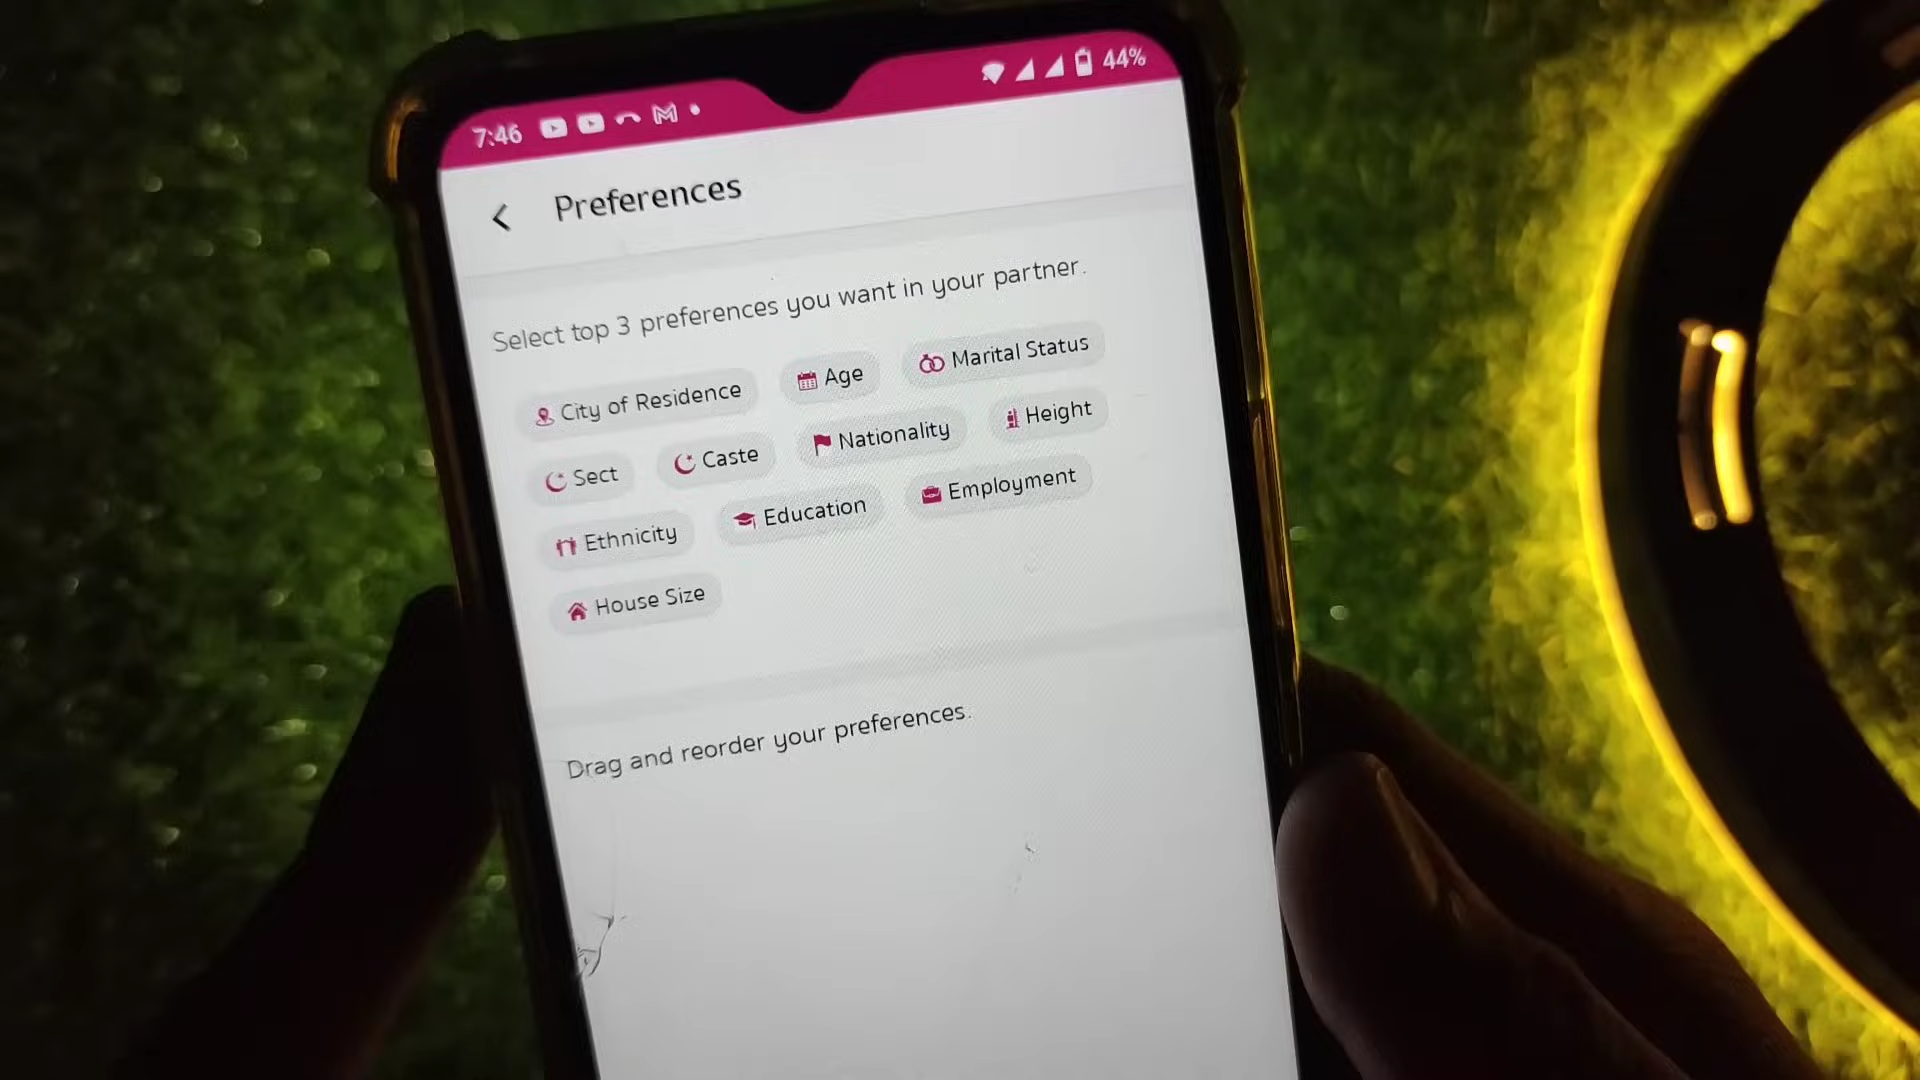 7:46 44%
Preferences
Select top 3 preferences you want in your partner.
City of Residence Age Marital Status
Sect Caste Nationality Height
Ethnicity Education Employment
House Size
Drag and reorder your preferences.